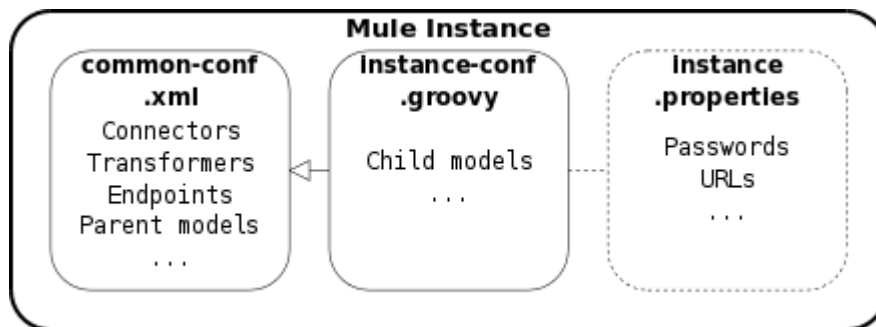 Mule Instance
common-conf
.xml
Connectors
Transformers
Endpoints
Parent models
...
instance-conf
.groovy
Child models
...
instance
.properties
Passwords
URLs
...